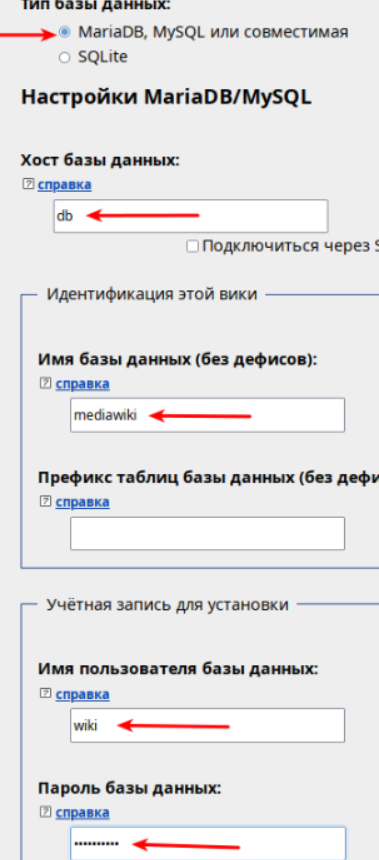 Тип базы данных:
MariaDB, MySQL или совместимая
SQLite
Настройки MariaDB/MySQL
Хост базы данных:
справка
db
Подключиться через
Идентификация этой вики
Имя базы данных (без дефисов):
справка
mediawiki
Префикс таблиц базы данных (без дефи
справка
Учётная запись для установки
Имя пользователя базы данных:
справка
wiki
Пароль базы данных:
справка
••••••••••